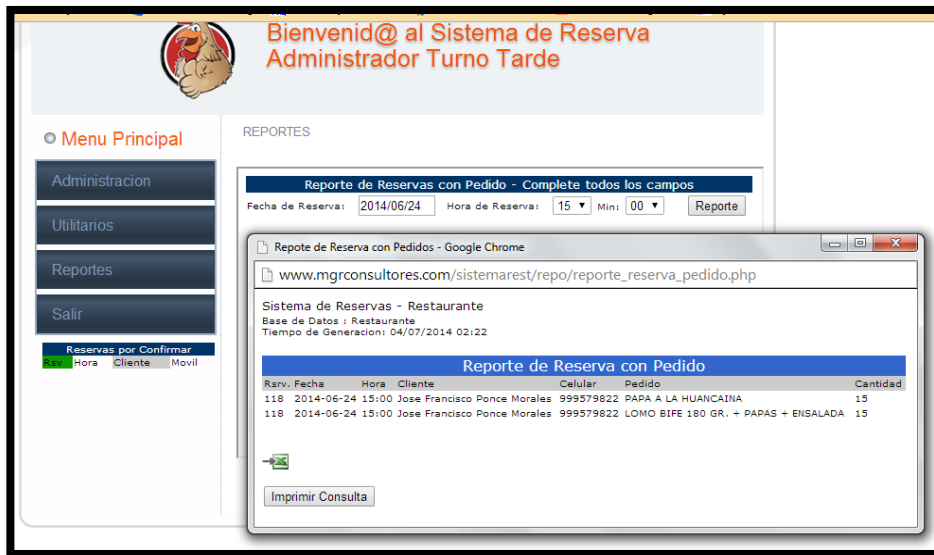 Bienvenid@ al Sistema de Reserva
Administrador Turno Tarde
Menu Principal
Administracion
Utilitarios
Reportes
Salir
Reservas por Confirmar
Rsv Hora Cliente Movil
REPORTES
Reporte de Reservas con Pedido - Complete todos los campos
Fecha de Reserva: 2014/06/24 Hora de Reserva: 15 Min: 00 Reporte
Repote de Reserva con Pedidos - Google Chrome
www.mgrconsultores.com/sistemarest/repo/reporte_reserva_pedido.php
Sistema de Reservas - Restaurante
Base de Datos : Restaurante
Tiempo de Generacion: 04/07/2014 02:22
Reporte de Reserva con Pedido
Rsrv. Fecha Hora Cliente Celular Pedido Cantidad
118 2014-06-24 15:00 Jose Francisco Ponce Morales 999579822 PAPA A LA HUANCAINA 15
118 2014-06-24 15:00 Jose Francisco Ponce Morales 999579822 LOMO BIFE 180 GR. + PAPAS + ENSALADA 15
Imprimir Consulta